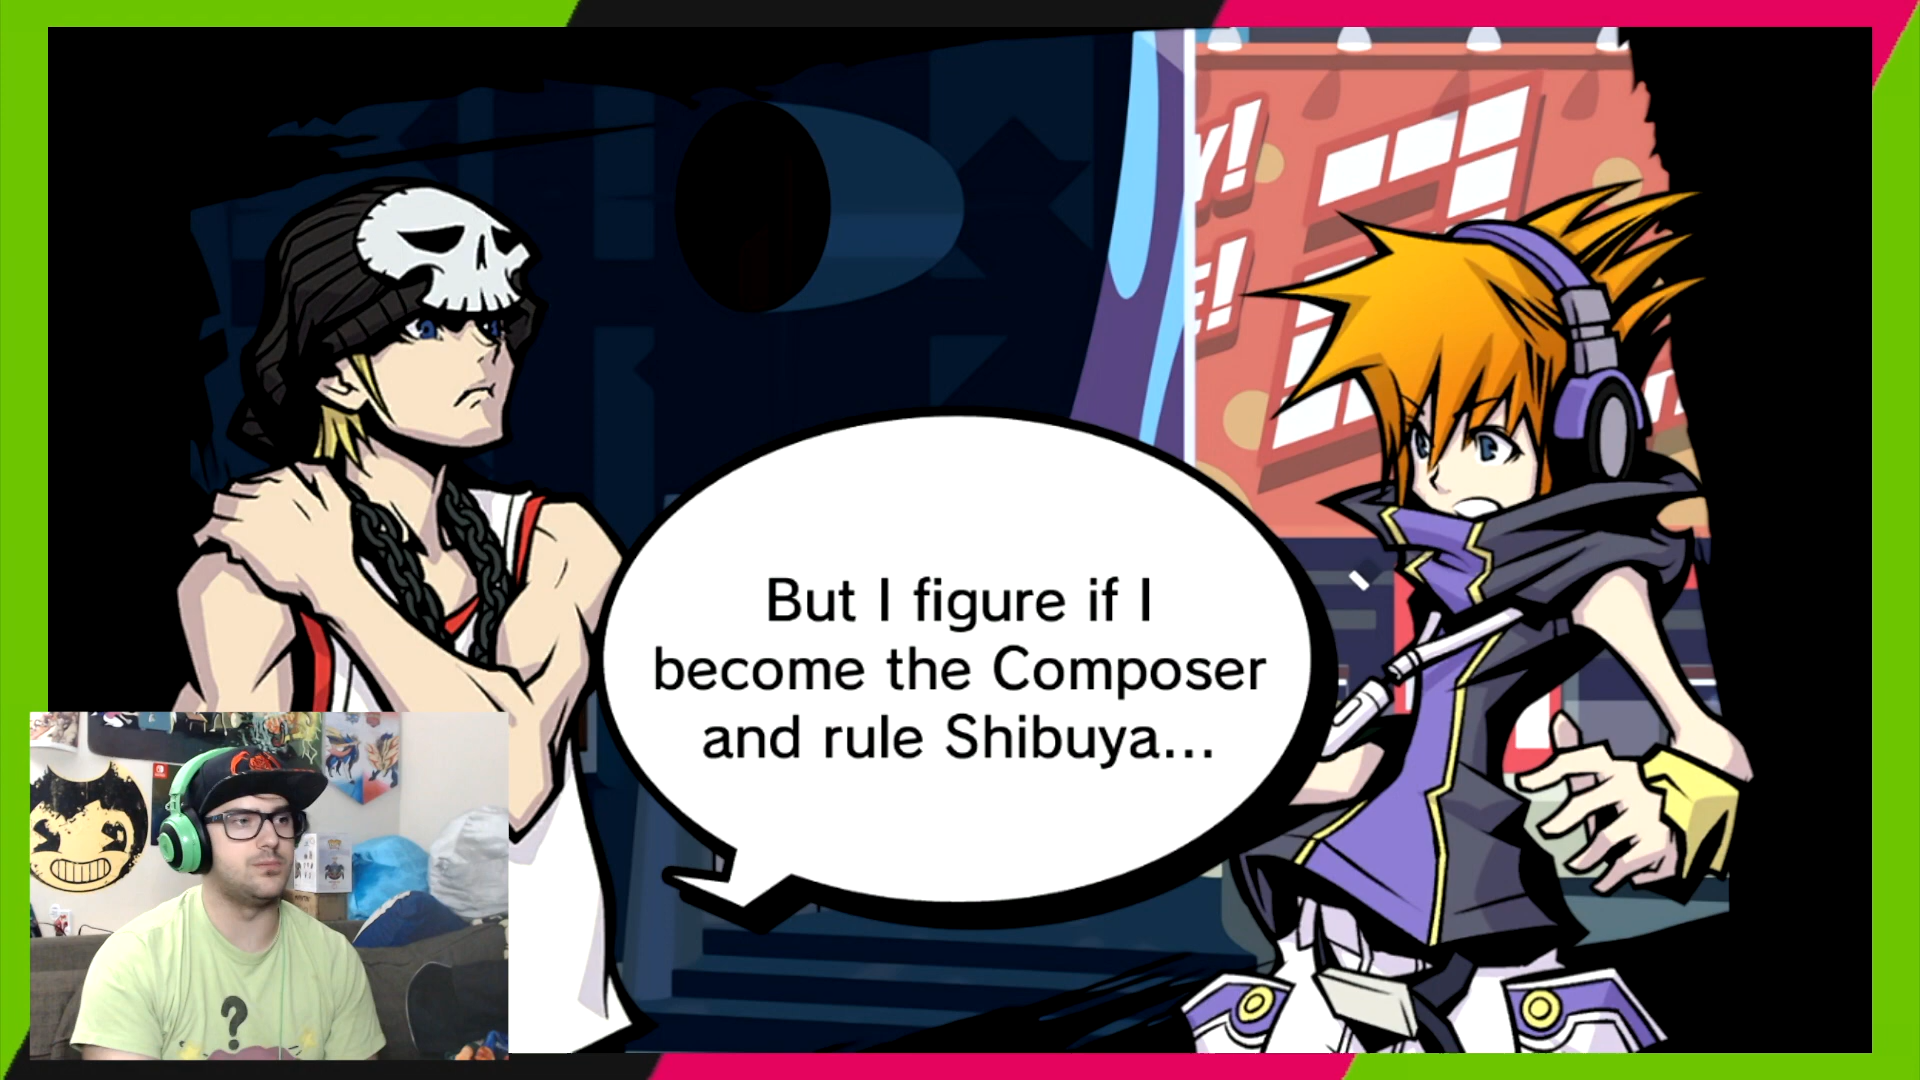 Y!
E!
But I figure if I
become the Composer
and rule Shibuya...
?